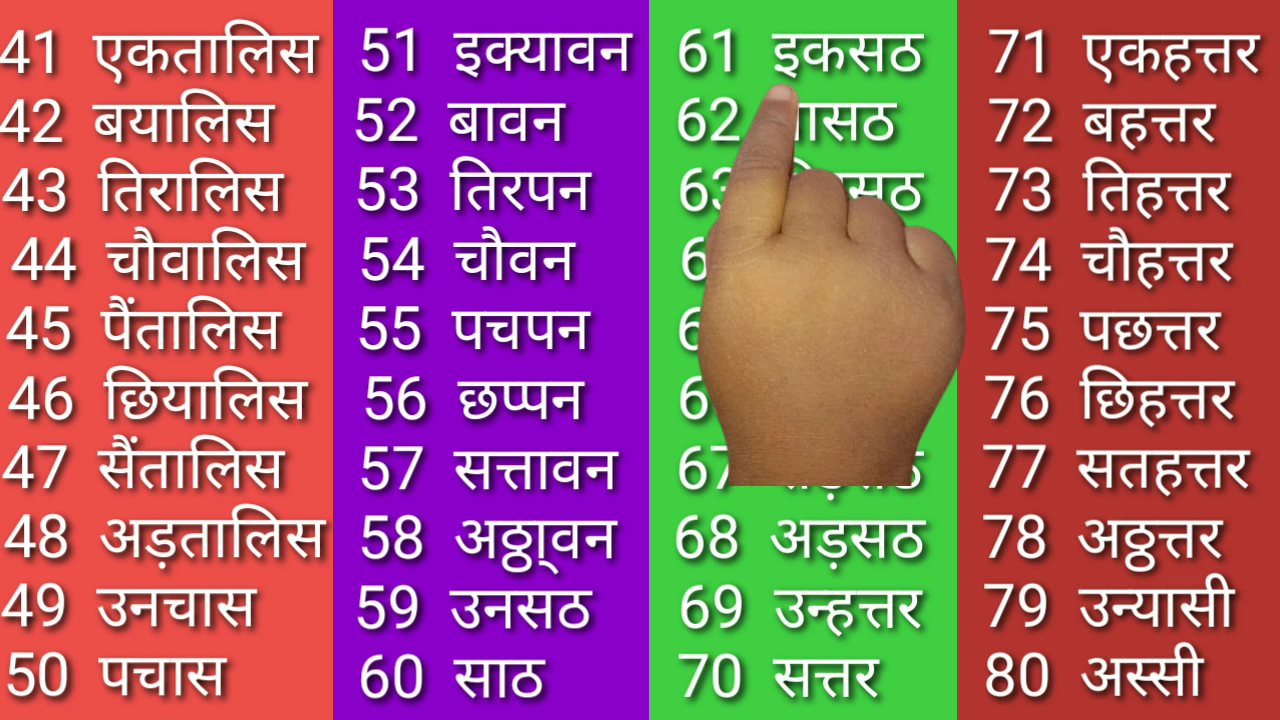 41 एकतालिस
42 बयालिस
43 तिरालिस
44 चौवालिस
45 पैंतालिस
46 छियालिस
47 सैंतालिस
48 अड़तालिस
49 उनचास
50 पचास
51 इक्यावन
52 बावन
53 तिरपन
54 चौवन
55 पचपन
56 छप्पन
57 सत्तावन
58 अठ्ठा्वन
59 उनसठ
60 साठ
61 इकसठ
62
63
67
68 अड़सठ
69 उन्हत्तर
70 सत्तर
71 एकहत्तर
72 बहत्तर
73 तिहत्तर
74 चौहत्तर
75 पछत्तर
76 छिहत्तर
77 सतहत्तर
78 अठ्ठत्तर
79 उन्यासी
80 अस्सी